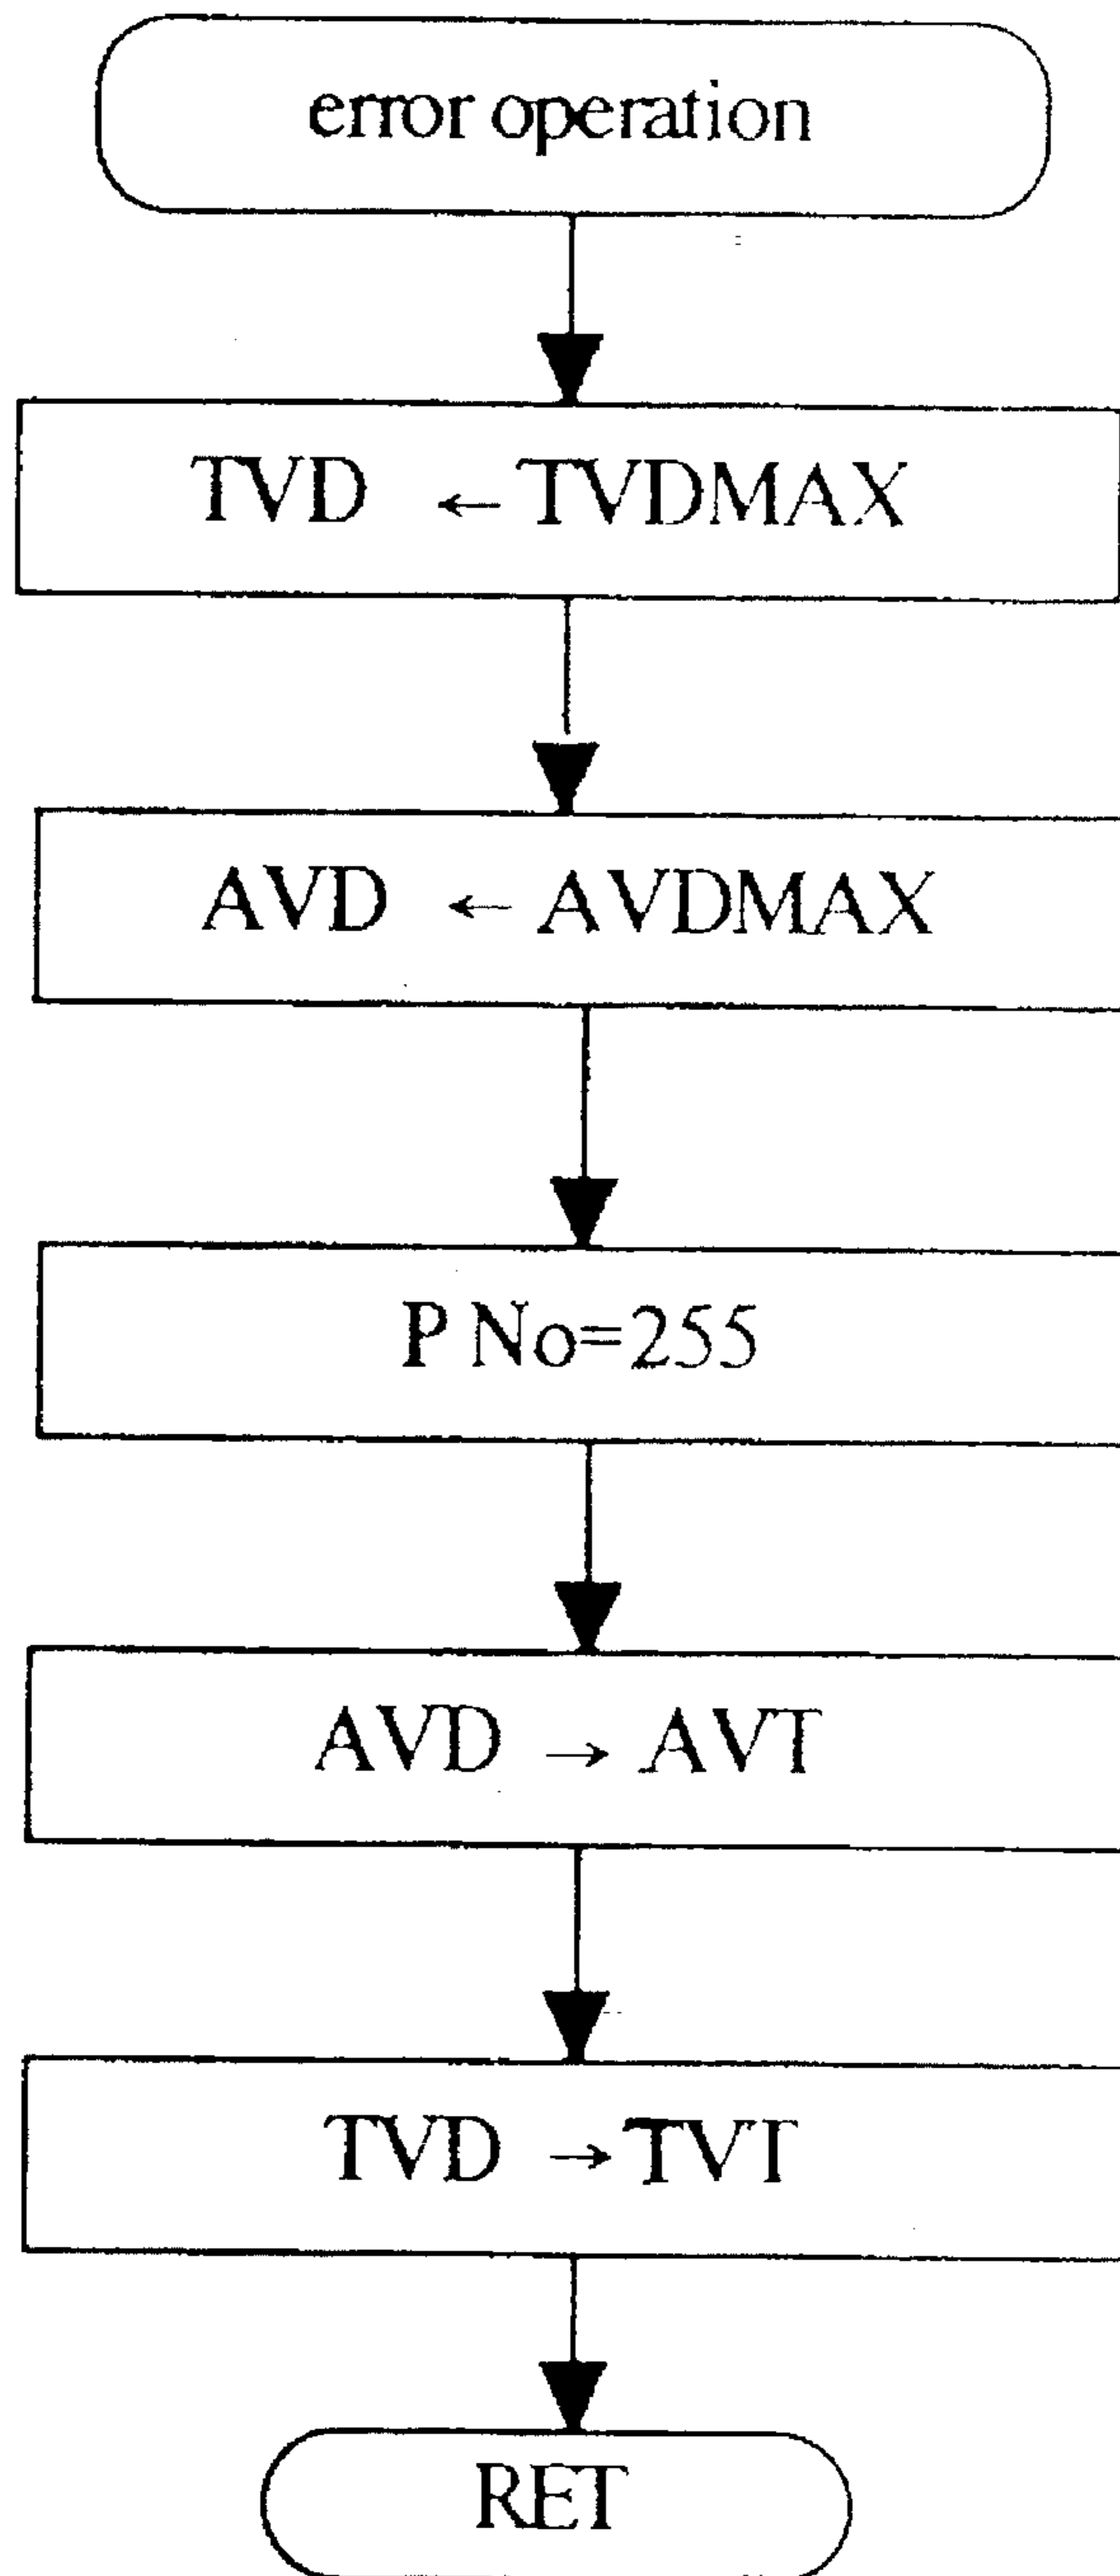 error operation
TVD ← TVDMAX
AVD ← AVDMAX
P No=255
AVD → AVT
TVD → TVT
RET